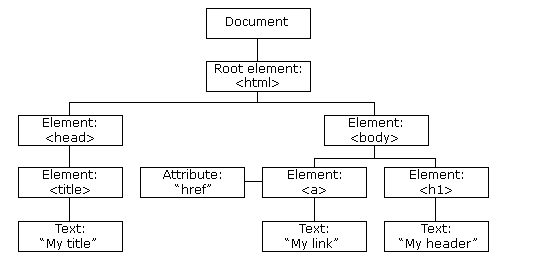 Document
Root element:
<html>
Element:
<head>
Element:
<body>
Element:
<title>
Attribute:
“href”
Element:
<a>
Element:
<h1>
Text:
“My title”
Text:
“My link”
Text:
“My header”